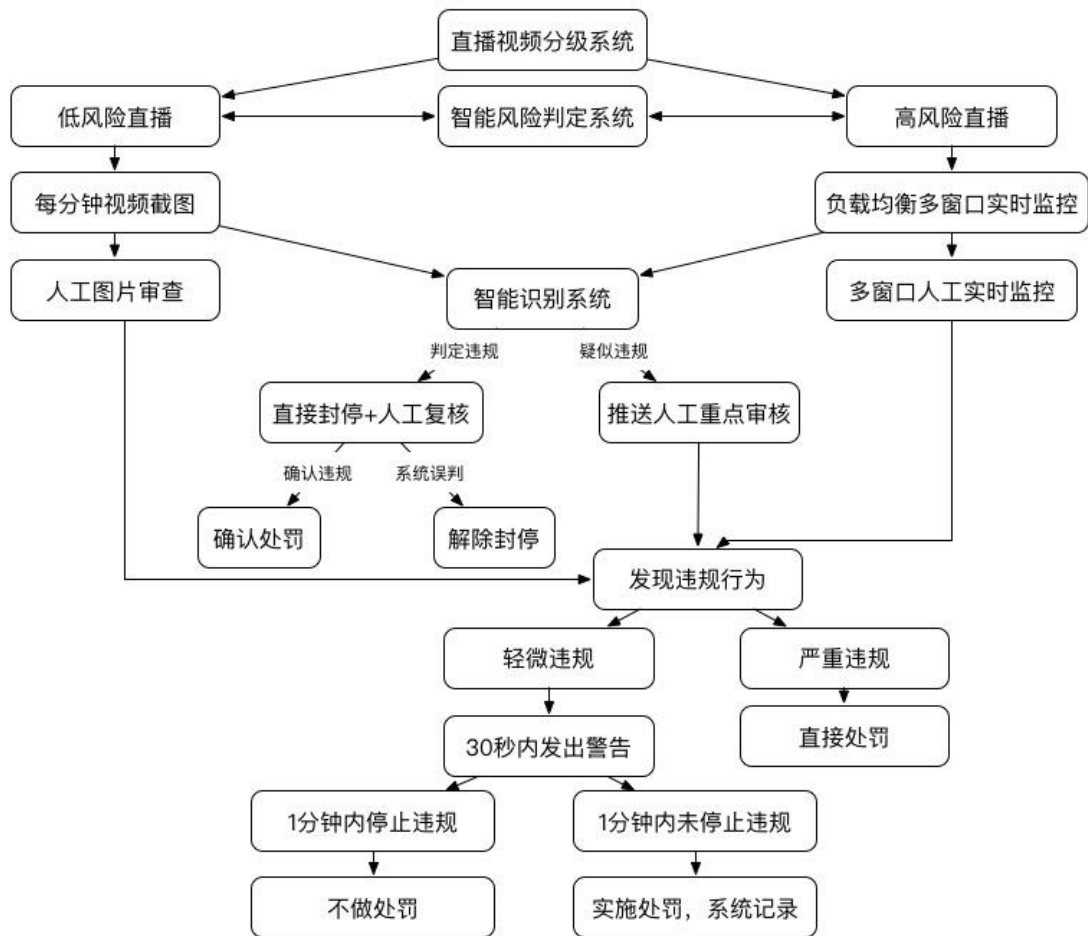 直播视频分级系统
低风险直播
智能风险判定系统
高风险直播
每分钟视频截图
负载均衡多窗口实时监控
人工图片审查
智能识别系统
多窗口人工实时监控
判定违规
疑似违规
直接封停+人工复核
推送人工重点审核
确认违规
系统误判
确认处罚
解除封停
发现违规行为
轻微违规
严重违规
30秒内发出警告
直接处罚
1分钟内停止违规
1分钟内未停止违规
不做处罚
实施处罚，系统记录